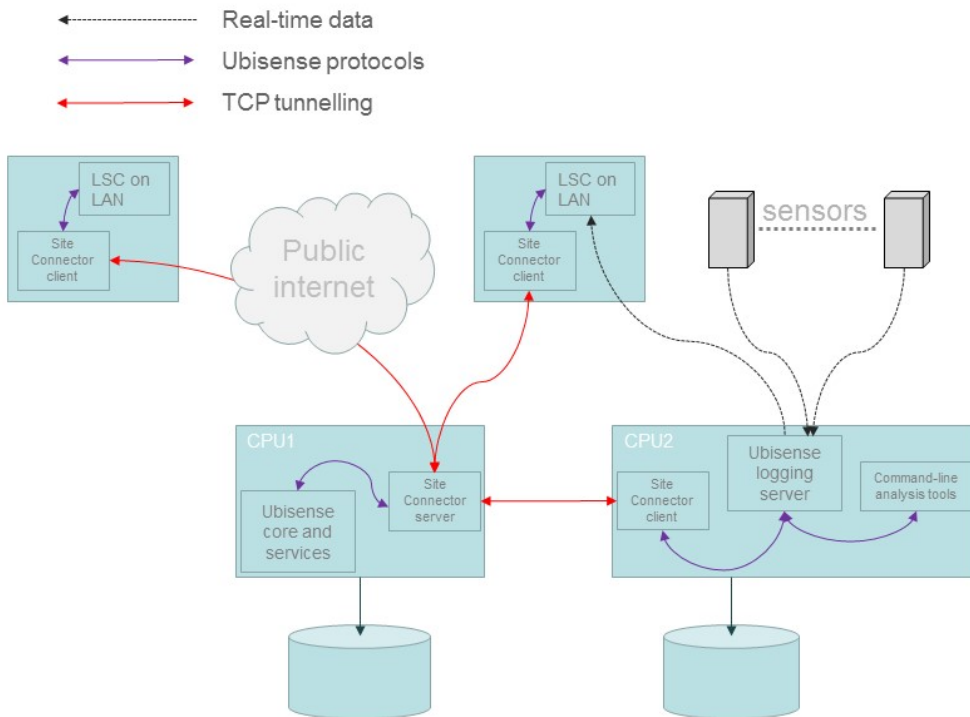 Real-time data
Ubisense protocols
TCP tunnelling
LSC on
LAN
Site
Connector
client
Public
internet
LSC on
LAN
Site
Connector
client
sensors
CPU1
Ubisense
core and
services
Site
Connector
server
CPU2
Site
Connector
client
Ubisense
logging
server
Command-line
analysis tools